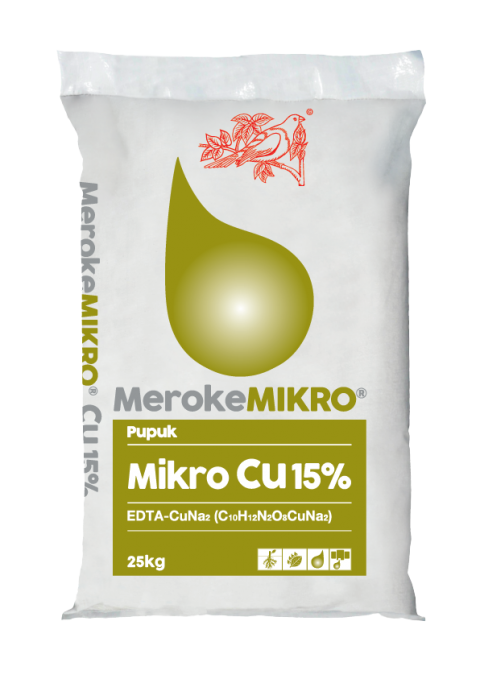 ©
MerokeMIKRO® Cu 15%
MerokeMIKRO®
Pupuk
Mikro Cu 15%
EDTA-CuNa₂ (C₁₀H₁₂N₂O₈CuNa₂)
25kg